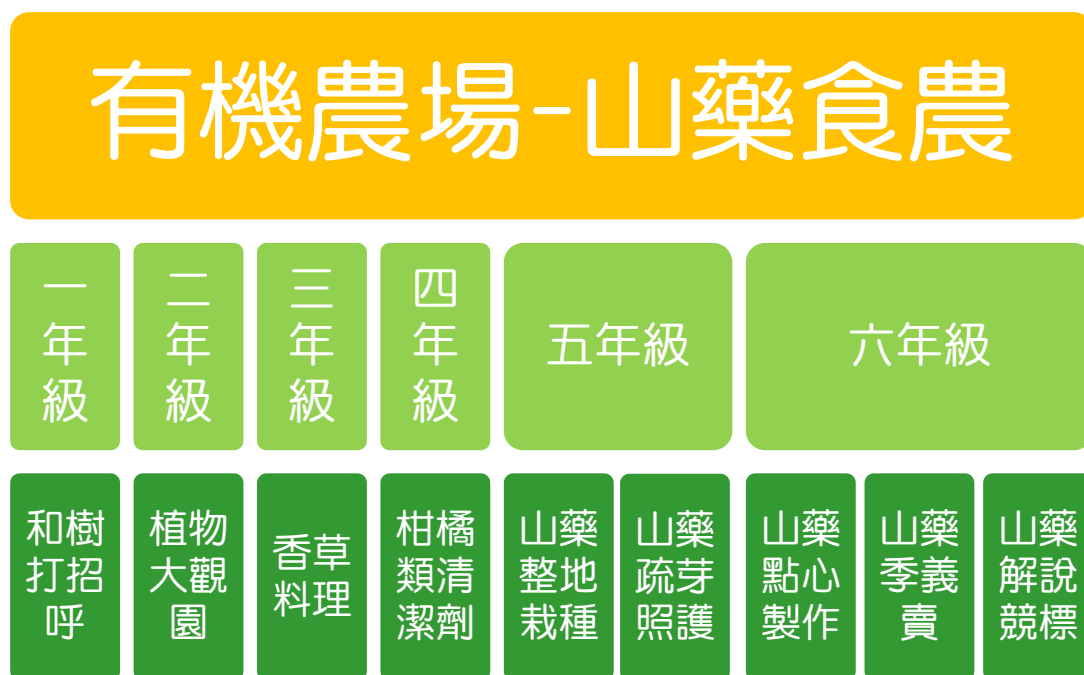 有機農場-山藥食農
一
年
級
二
年
級
三
年
級
四
年
級
五年級
六年級
和樹
打招
呼
植物
大觀
園
香草
料理
柑橘
類清
潔劑
山藥
整地
栽種
山藥
疏芽
照護
山藥
點心
製作
山藥
季義
賣
山藥
解說
競標